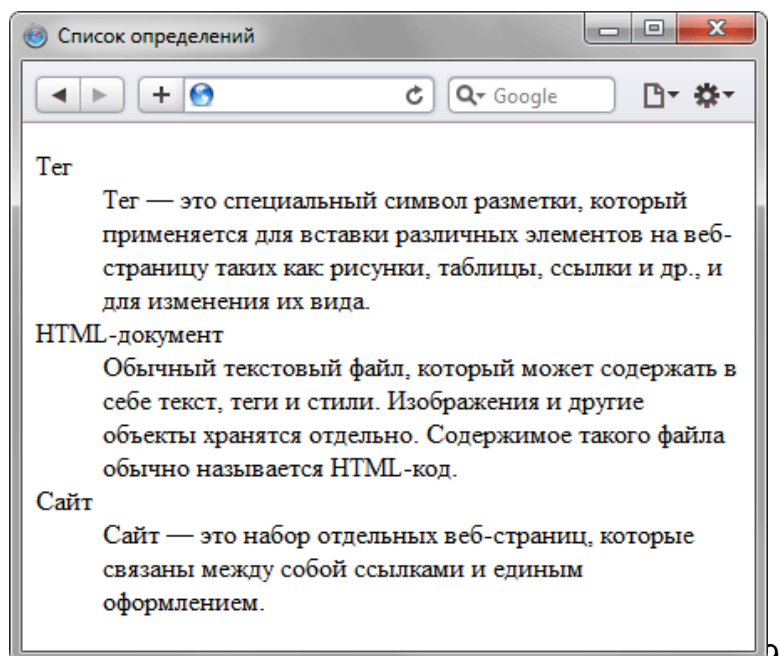 Список определений
Google
Тег
Тег — это специальный символ разметки, который
применяется для вставки различных элементов на веб-
страницу таких как: рисунки, таблицы, ссылки и др., и
для изменения их вида.
HTML-документ
Обычный текстовый файл, который может содержать в
себе текст, теги и стили. Изображения и другие
объекты хранятся отдельно. Содержимое такого файла
обычно называется HTML-код.
Сайт
Сайт — это набор отдельных веб-страниц, которые
связаны между собой ссылками и единым
оформлением.